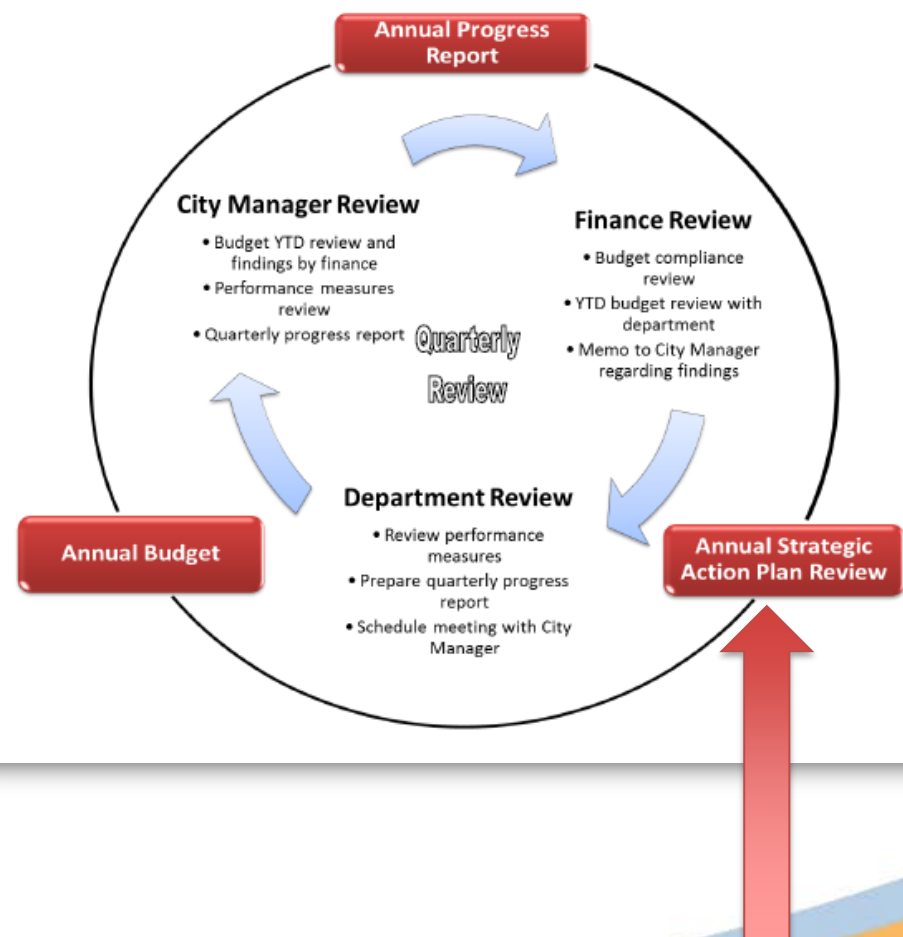 Annual Progress
Report
City Manager Review
• Budget YTD review and
findings by finance
• Performance measures
review
• Quarterly progress report
Finance Review
• Budget compliance
review
• YTD budget review with
department
• Memo to City Manager
regarding findings
Quarterly
Review
Department Review
• Review performance
measures
• Prepare quarterly progress
report
• Schedule meeting with City
Manager
Annual Budget
Annual Strategic
Action Plan Review